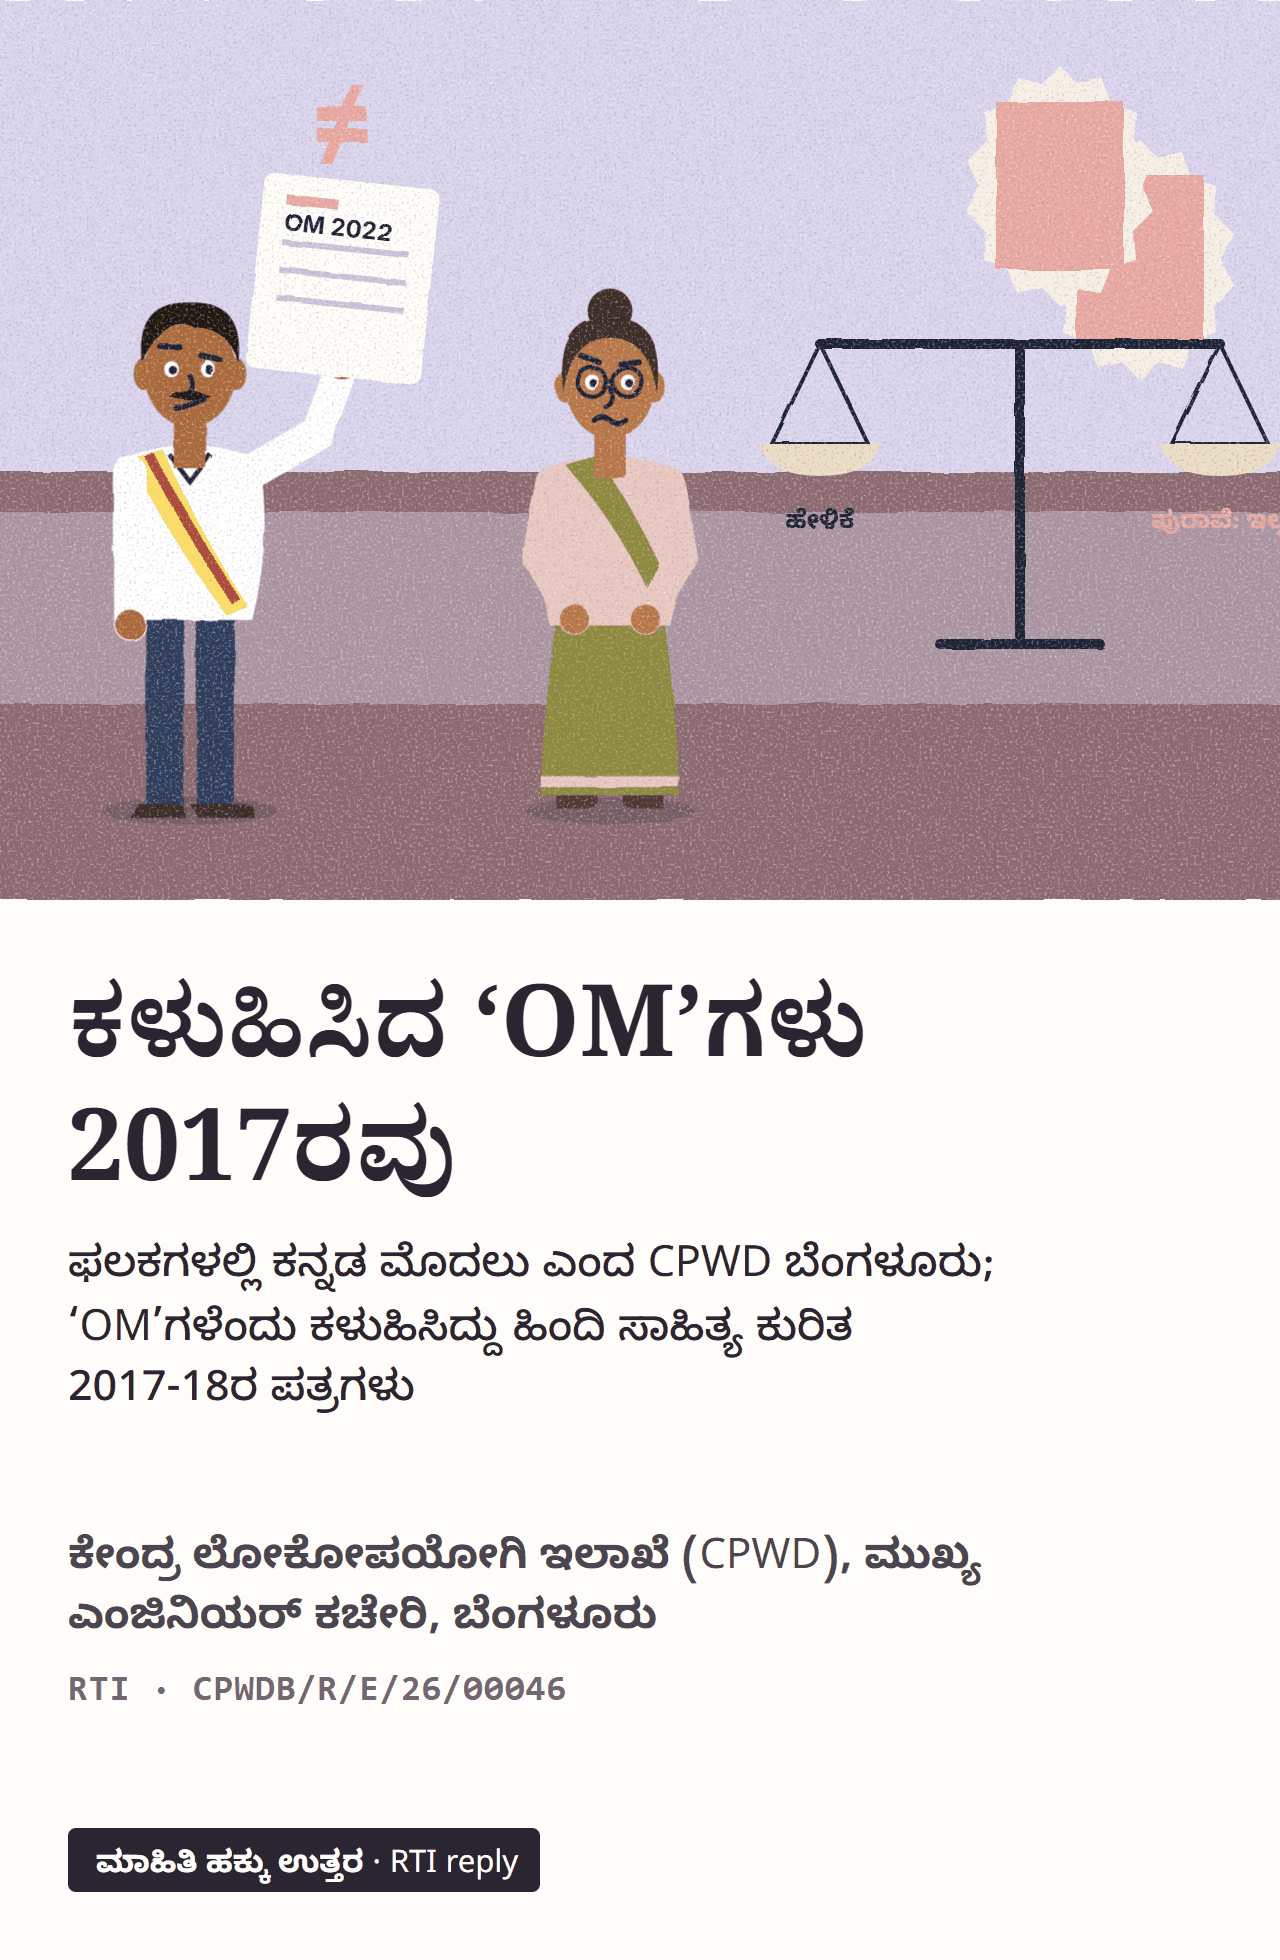 ≠
OM 2022
ಹೇಳಿಕೆ
ಪುರಾವೆ:
ಕಳುಹಿಸಿದ ‘OM’ಗಳು
2017ರವು
ಫಲಕಗಳಲ್ಲಿ ಕನ್ನಡ ಮೊದಲು ಎಂದ CPWD ಬೆಂಗಳೂರು;
‘OM’ಗಳೆಂದು ಕಳುಹಿಸಿದ್ದು ಹಿಂದಿ ಸಾಹಿತ್ಯ ಕುರಿತ
2017-18ರ ಪತ್ರಗಳು
ಕೇಂದ್ರ ಲೋಕೋಪಯೋಗಿ ಇಲಾಖೆ (CPWD), ಮುಖ್ಯ
ಎಂಜಿನಿಯರ್ ಕಚೇರಿ, ಬೆಂಗಳೂರು
RTI · CPWDB/R/E/26/00046
ಮಾಹಿತಿ ಹಕ್ಕು ಉತ್ತರ · RTI reply